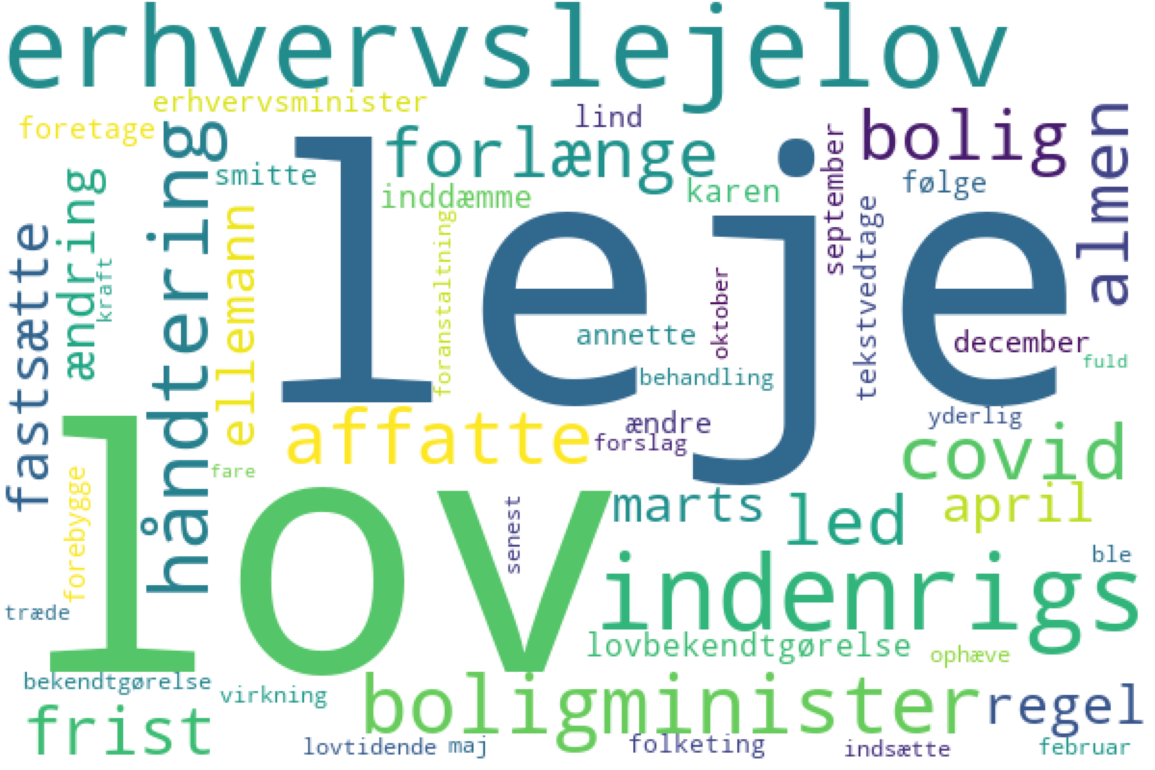 erhvervslejelov
erhvervsminister
foretage
lind
forlænge
bolig
almen
smitte
inddæmme
karen
september
følge
håndtering
ændring
kraft
fastsætte
ellemann
foranstaltning
leje
oktober
tekstvedtage
annette
december
fuld
behandling
yderlig
affatte
ændre
forslag
covid
fare
lov
forebygge
senest
marts
led
april
ble
indenrigs
træde
lovbekendtgørelse
ophæve
bekendtgørelse
virkning
boligminister
regel
frist
lovtidende
maj
folketing
indsætte
februar